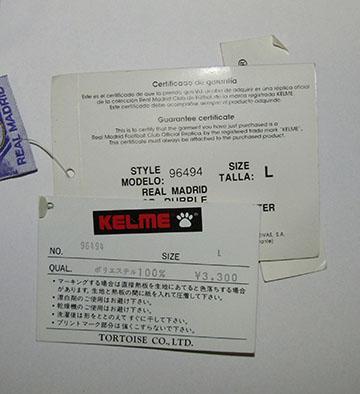 Certificado de garantía
Este es el certificado de que la prenda que Vd. acaba de adquirir es una réplica oficial
de la colección Real Madrid Club de Fútbol, de la marca registrada KELME
Este certificado debe acompañar siempre al producto adquirido.
Guarantee certificate
This is to certify that the garment you have just purchased is a
Real Madrid Football Club Official Replica by the registered trade mark "KELME".
This certificate must always be attached to the product bought.
STYLE SIZE
MODELO: 96494 TALLA: L
REAL MADRID
PURPLE
REAL MADRID
VAS, S.A.
KELME
NO. 96494 SIZE L
QUAL. ポリエステル100% ¥3,300
・マーキングする場合は直接熱板を生地にあてると色落ちする場合
があります。生地と熱板の間に紙を入れて圧着して下さい。
・漂白剤のご使用はお避け下さい。
・乾燥機のご使用はお避け下さい。
・洗濯後は形をととのえて すぐに干して下さい。
・プリントマーク部分は強くこすらないで下さい。
TORTOISE CO., LTD.